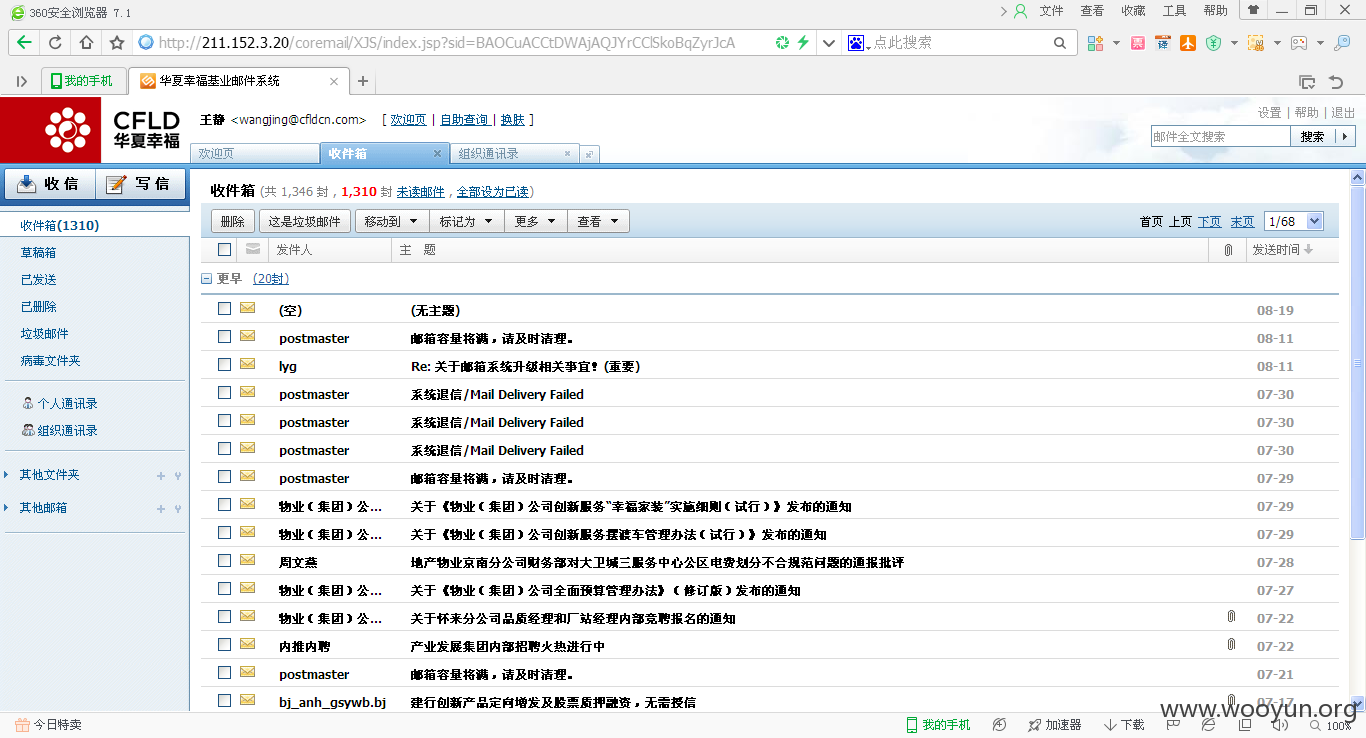 360安全浏览器 7.1
文件 查看 收藏 工具 帮助
http://211.152.3.20/coremail/XJS/index.jsp?sid=BAOCuACCtDWAjAQJYrCClSkoBqZyrJcA
点此搜索
我的手机 华夏幸福基业邮件系统
CFLD
华夏幸福
王静 <wangjing@cfldcn.com> [ 欢迎页 | 自助查询 | 换肤 ]
设置 | 帮助 | 退出
邮件全文搜索 搜索
欢迎页 收件箱 组织通讯录
收信 写信
收件箱(1310)
草稿箱
已发送
已删除
垃圾邮件
病毒文件夹
个人通讯录
组织通讯录
其他文件夹
其他邮箱
收件箱 (共 1,346 封，1,310 封 未读邮件，全部设为已读)
删除 这是垃圾邮件 移动到 标记为 更多 查看
首页 上页 下页 末页 1/68
发件人 主 题 发送时间
更早 (20封)
(空) (无主题) 08-19
postmaster 邮箱容量将满，请及时清理。 08-11
lyg Re: 关于邮箱系统升级相关事宜！(重要) 08-11
postmaster 系统退信/Mail Delivery Failed 07-30
postmaster 系统退信/Mail Delivery Failed 07-30
postmaster 系统退信/Mail Delivery Failed 07-30
postmaster 邮箱容量将满，请及时清理。 07-29
物业（集团）公... 关于《物业（集团）公司创新服务“幸福家装”实施细则（试行）》发布的通知 07-29
物业（集团）公... 关于《物业（集团）公司创新服务摆渡车管理办法（试行）》发布的通知 07-29
周文燕 地产物业京南分公司财务部对大卫城三服务中心公区电费划分不合规范问题的通报批评 07-28
物业（集团）公... 关于《物业（集团）公司全面预算管理办法》（修订版）发布的通知 07-27
物业（集团）公... 关于怀来分公司品质经理和厂站经理内部竞聘报名的通知 07-22
内推内聘 产业发展集团内部招聘火热进行中 07-22
postmaster 邮箱容量将满，请及时清理。 07-21
bj_anh_gsywb.bj 建行创新产品定向增发及股票质押融资，无需授信 07-17
www.wooyun.org
今日特卖
我的手机 加速器 下载 100%